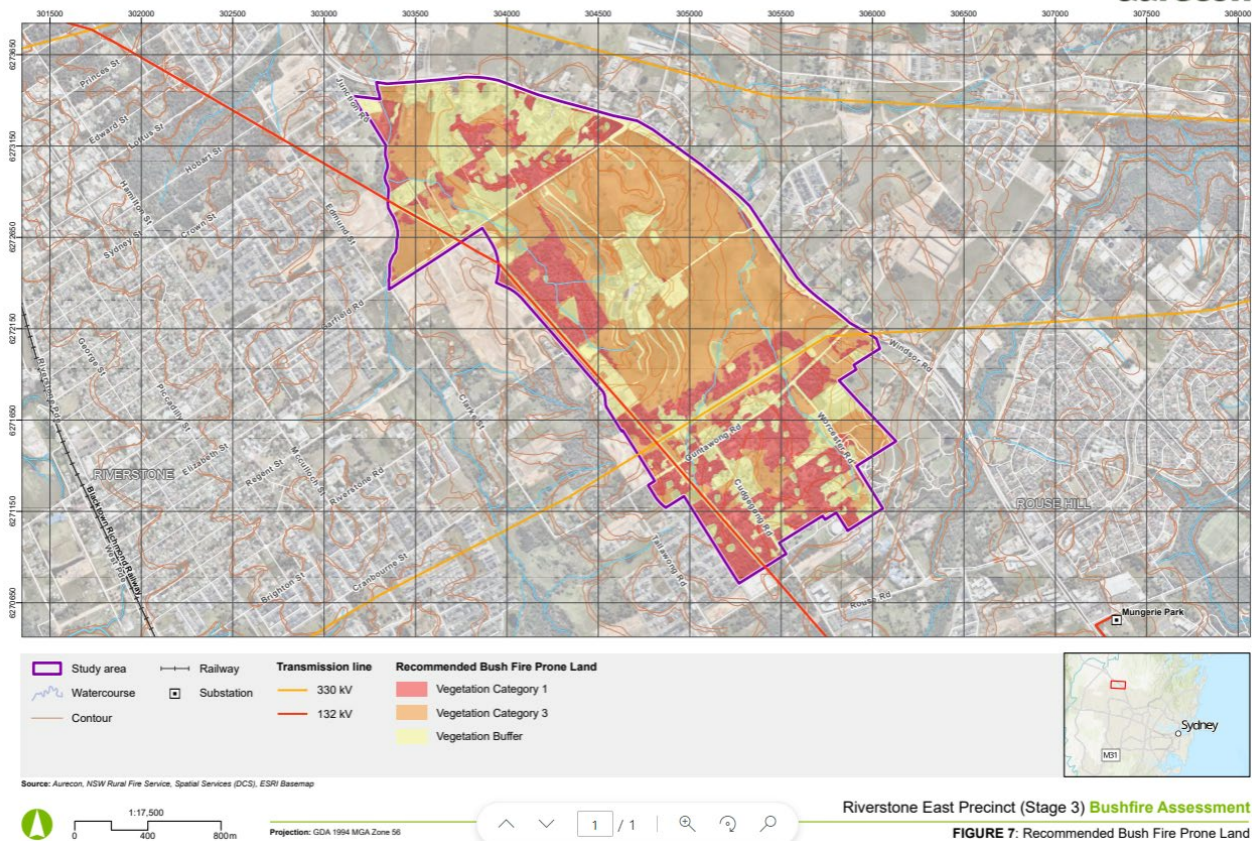 301500 302000 302500 303000 303500 304000 304500 305000 305500 306000 306500 307000 307500 308000
6273650
6273150
6272650
6272150
6271650
6271150
6270650
Princes St
Edward St
Loftus St
Hobart St
Hamilton St
Crown St
Sydney St
Junction Rd
Edmund St
Garfield Rd
George St
Piccadilly St
Clarke St
Riverstone Rd
Elizabeth St
Regent St
Mcculloch St
Riverstone Rd
RIVERSTONE
Blacktown Richmond Railway
West Pde
Brighton St
Cranbourne St
Tallawong Rd
Guntawong Rd
Cudgegong Rd
Worcester Rd
Windsor Rd
Rouse Rd
ROUSE HILL
Mungerie Park
Study area
Watercourse
Contour
Railway
Substation
Transmission line
330 kV
132 kV
Recommended Bush Fire Prone Land
Vegetation Category 1
Vegetation Category 3
Vegetation Buffer
Sydney
M31
Source: Aurecon, NSW Rural Fire Service, Spatial Services (DCS), ESRI Basemap
1:17,500
0 400 800m
Projection: GDA 1994 MGA Zone 56
1 / 1
Riverstone East Precinct (Stage 3) Bushfire Assessment
FIGURE 7: Recommended Bush Fire Prone Land